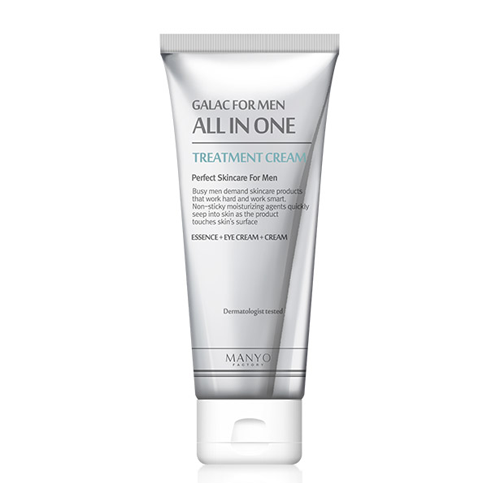 GALAC FOR MEN
ALL IN ONE
TREATMENT CREAM
Perfect Skincare For Men
Busy men demand skincare products
that work hard and work smart.
Non-sticky moisturizing agents quickly
seep into skin as the product
touches skin's surface
ESSENCE + EYE CREAM + CREAM
Dermatologist tested
MANYO
FACTORY